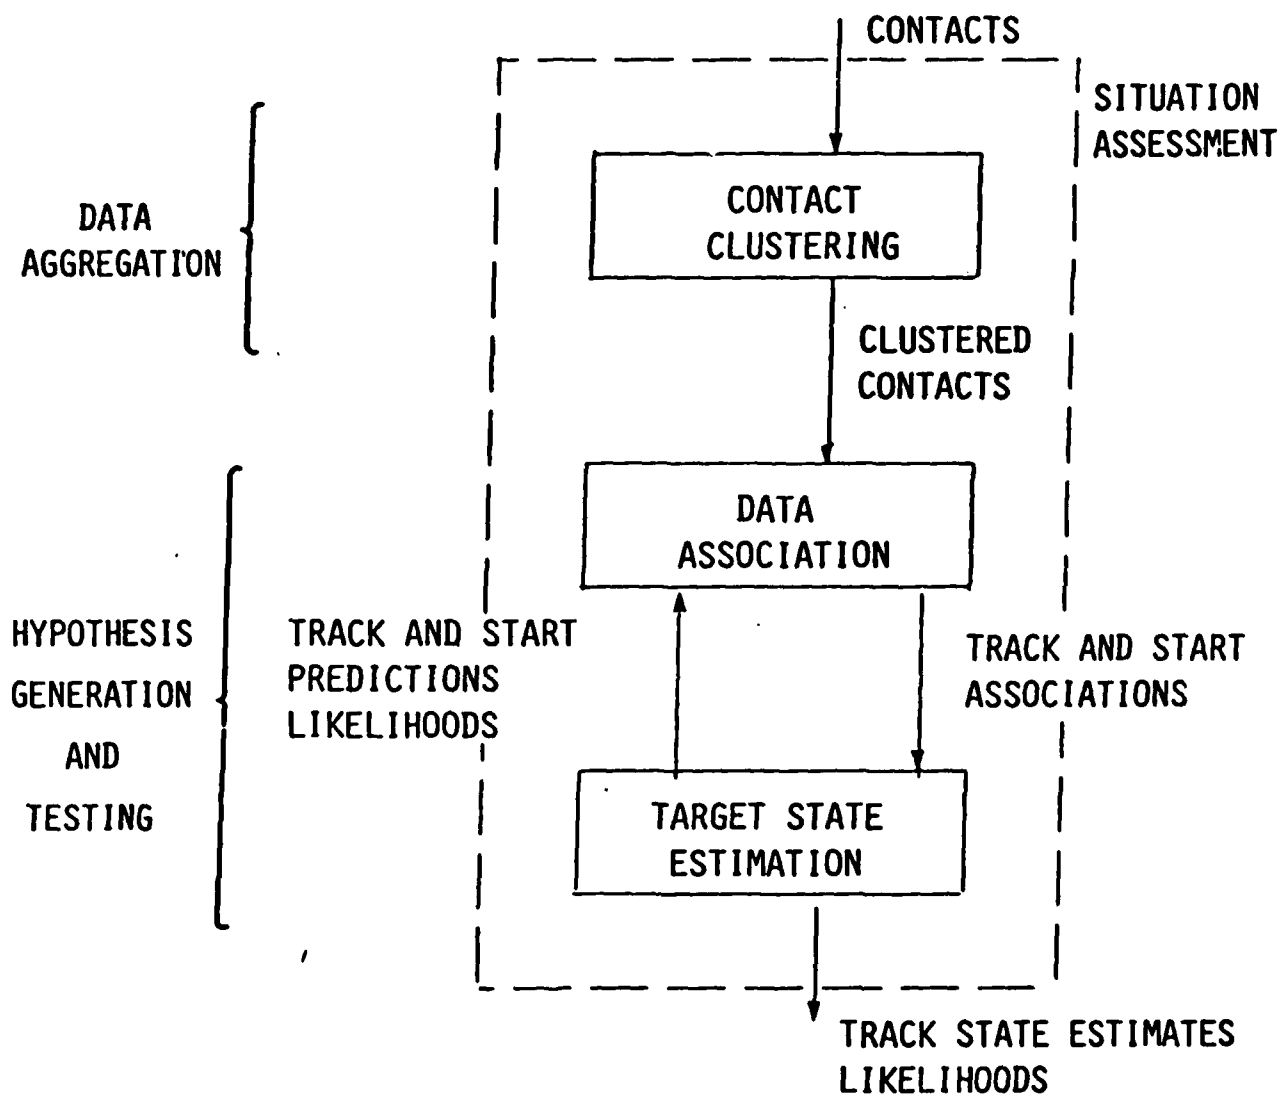 CONTACTS
SITUATION
ASSESSMENT
CONTACT
CLUSTERING
DATA
AGGREGATION
CLUSTERED
CONTACTS
DATA
ASSOCIATION
HYPOTHESIS
GENERATION
AND
TESTING
TRACK AND START
PREDICTIONS
LIKELIHOODS
TRACK AND START
ASSOCIATIONS
TARGET STATE
ESTIMATION
TRACK STATE ESTIMATES
LIKELIHOODS